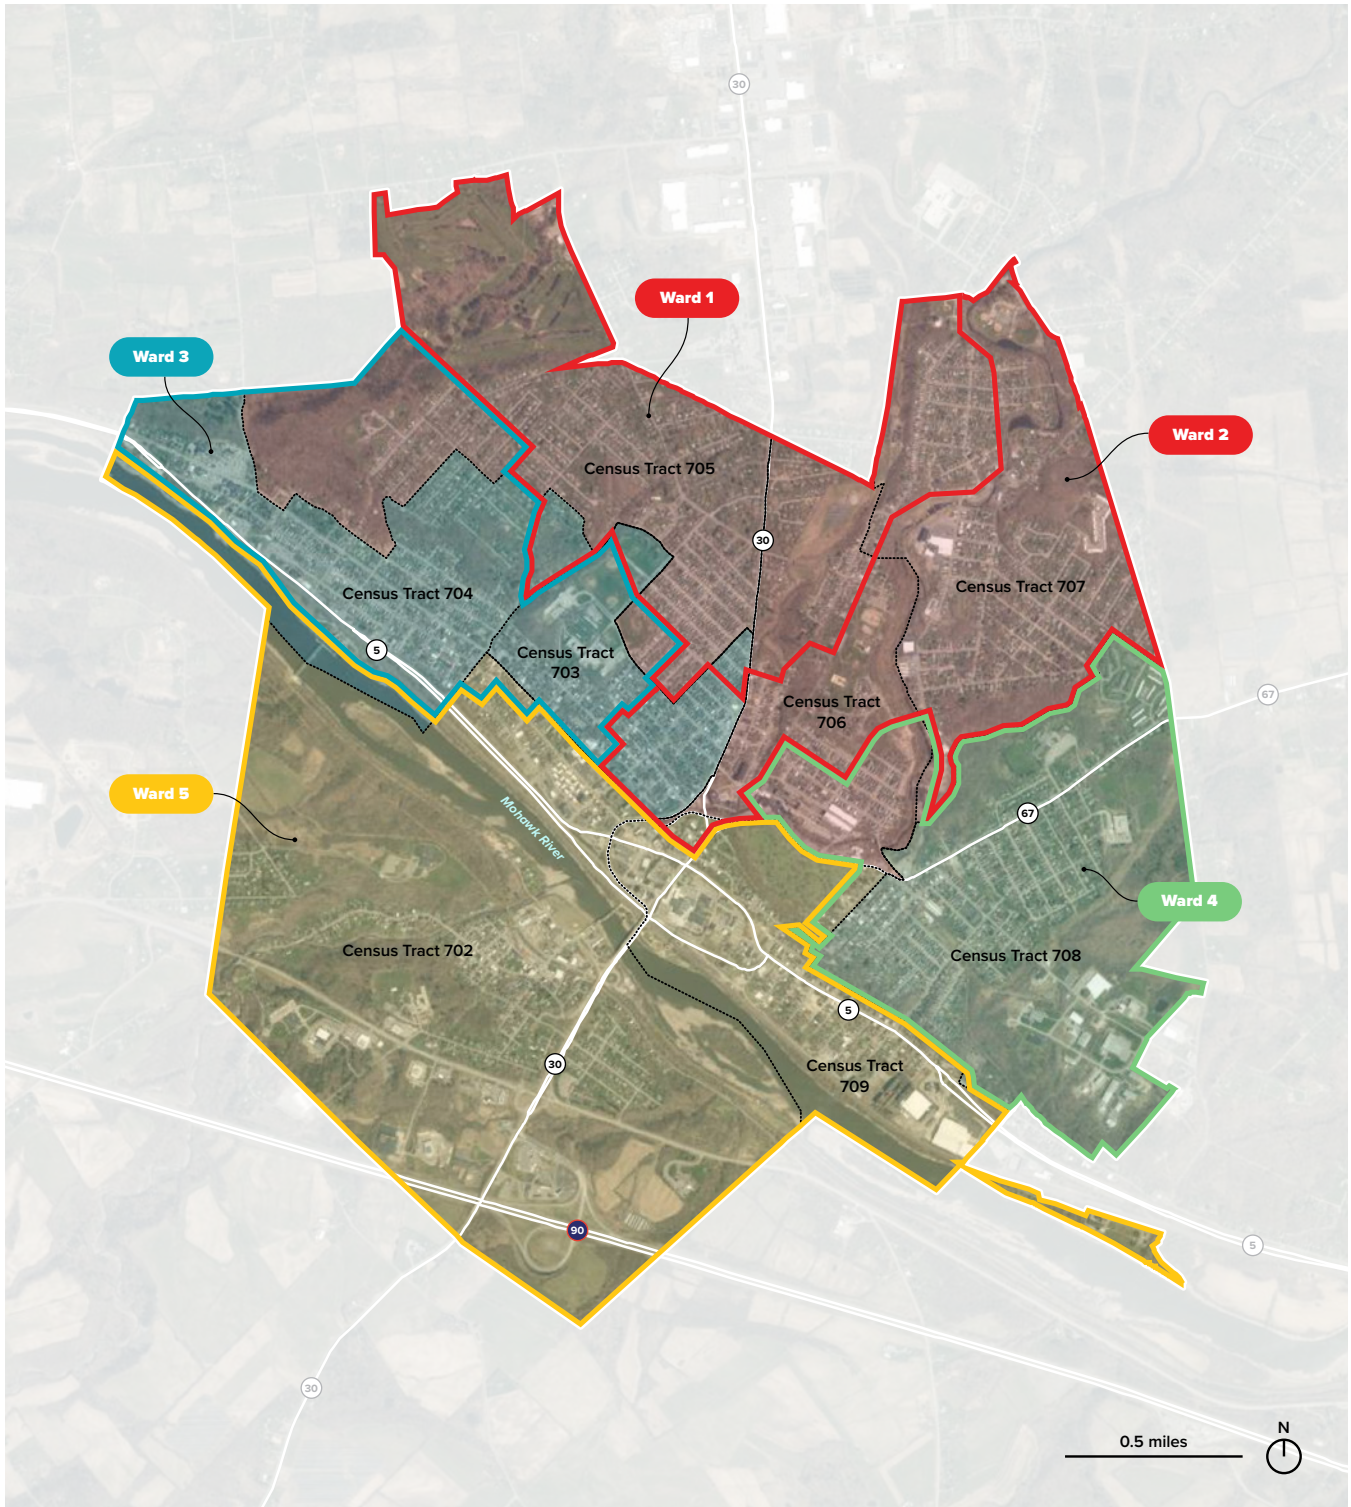 30
Ward 1
Ward 3
Ward 2
Census Tract 705
30
Census Tract 707
Census Tract 704
5
Census Tract
703
67
Census Tract
706
Ward 5
Mohawk River
67
Ward 4
Census Tract 702
Census Tract 708
5
30
Census Tract
709
90
5
30
N
0.5 miles